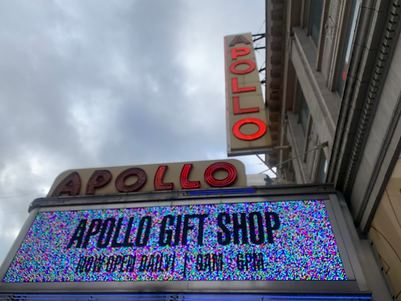 APOLLO
APOLLO
APOLLO GIFT SHOP
NOW OPEN DAILY | 9AM - 6PM